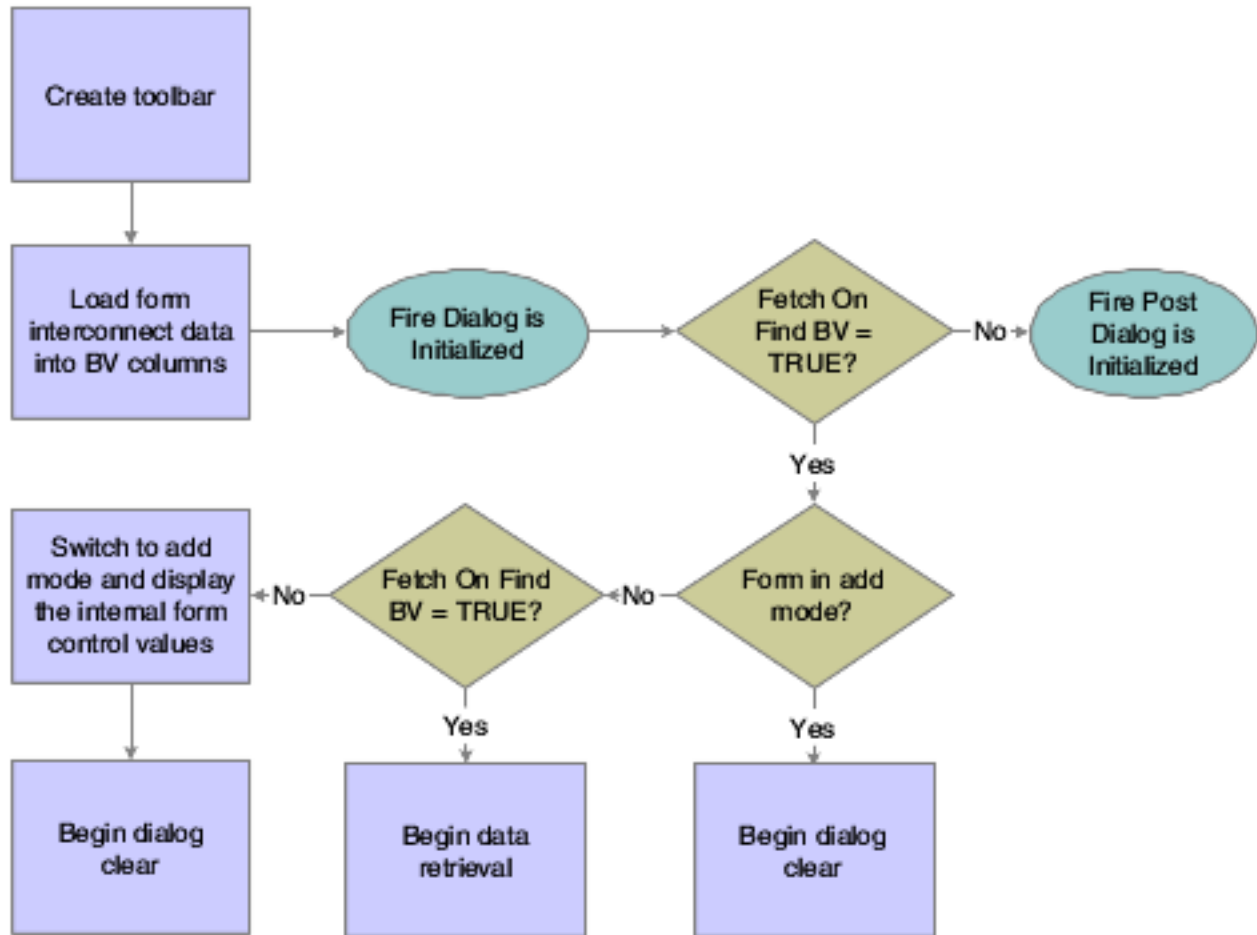 Create toolbar
Load form
interconnect data
into BV columns
Fire Dialog is
Initialized
Fetch On
Find BV =
TRUE?
No
Fire Post
Dialog is
Initialized
Yes
Switch to add
mode and display
the internal form
control values
No
Fetch On Find
BV = TRUE?
No
Form in add
mode?
Yes
Yes
Begin dialog
clear
Begin data
retrieval
Begin dialog
clear